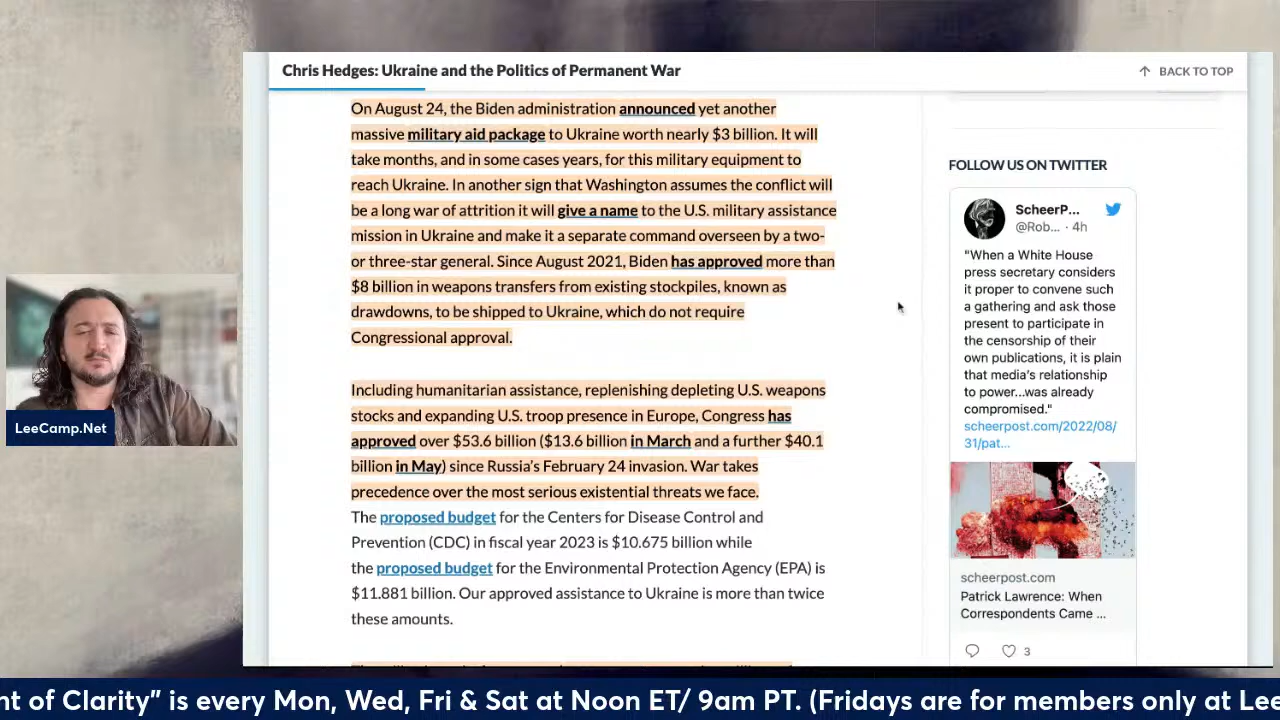 Chris Hedges: Ukraine and the Politics of Permanent War
BACK TO TOP
On August 24, the Biden administration announced yet another
massive military aid package to Ukraine worth nearly $3 billion. It will
take months, and in some cases years, for this military equipment to
reach Ukraine. In another sign that Washington assumes the conflict will
be a long war of attrition it will give a name to the U.S. military assistance
mission in Ukraine and make it a separate command overseen by a two-
or three-star general. Since August 2021, Biden has approved more than
$8 billion in weapons transfers from existing stockpiles, known as
drawdowns, to be shipped to Ukraine, which do not require
Congressional approval.
Including humanitarian assistance, replenishing depleting U.S. weapons
stocks and expanding U.S. troop presence in Europe, Congress has
approved over $53.6 billion ($13.6 billion in March and a further $40.1
billion in May) since Russia’s February 24 invasion. War takes
precedence over the most serious existential threats we face.
The proposed budget for the Centers for Disease Control and
Prevention (CDC) in fiscal year 2023 is $10.675 billion while
the proposed budget for the Environmental Protection Agency (EPA) is
$11.881 billion. Our approved assistance to Ukraine is more than twice
these amounts.
FOLLOW US ON TWITTER
ScheerP...
@Rob... · 4h
"When a White House
press secretary considers
it proper to convene such
a gathering and ask those
present to participate in
the censorship of their
own publications, it is plain
that media's relationship
to power...was already
compromised."
scheerpost.com/2022/08/
31/pat...
scheerpost.com
Patrick Lawrence: When
Correspondents Came ...
3
LeeCamp.Net
nt of Clarity” is every Mon, Wed, Fri & Sat at Noon ET/ 9am PT. (Fridays are for members only at Lee